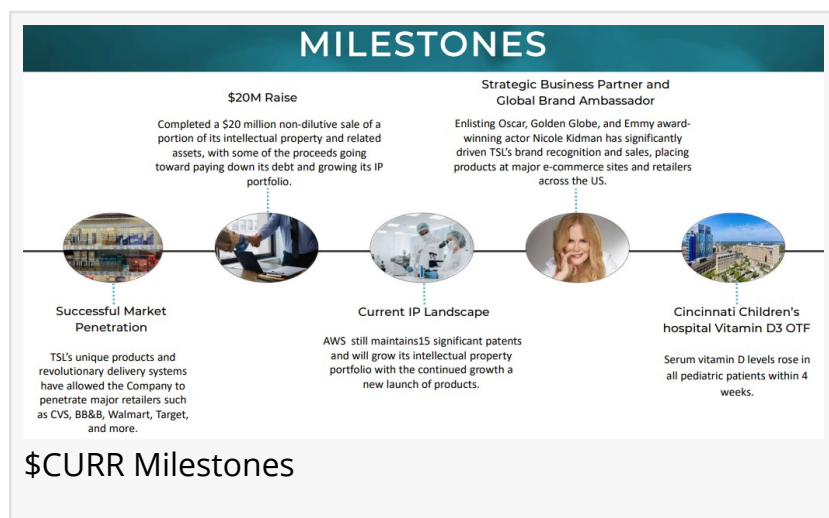 MILESTONES
$20M Raise
Completed a $20 million non-dilutive sale of a
portion of its intellectual property and related
assets, with some of the proceeds going
toward paying down its debt and growing its IP
portfolio.
Strategic Business Partner and
Global Brand Ambassador
Enlisting Oscar, Golden Globe, and Emmy award-
winning actor Nicole Kidman has significantly
driven TSL's brand recognition and sales, placing
products at major e-commerce sites and retailers
across the US.
Successful Market
Penetration
TSL's unique products and
revolutionary delivery systems
have allowed the Company to
penetrate major retailers such
as CVS, BB&B, Walmart, Target,
and more.
Current IP Landscape
AWS still maintains15 significant patents
and will grow its intellectual property
portfolio with the continued growth a
new launch of products.
Cincinnati Children's
hospital Vitamin D3 OTF
Serum vitamin D levels rose in
all pediatric patients within 4
weeks.
$CURR Milestones